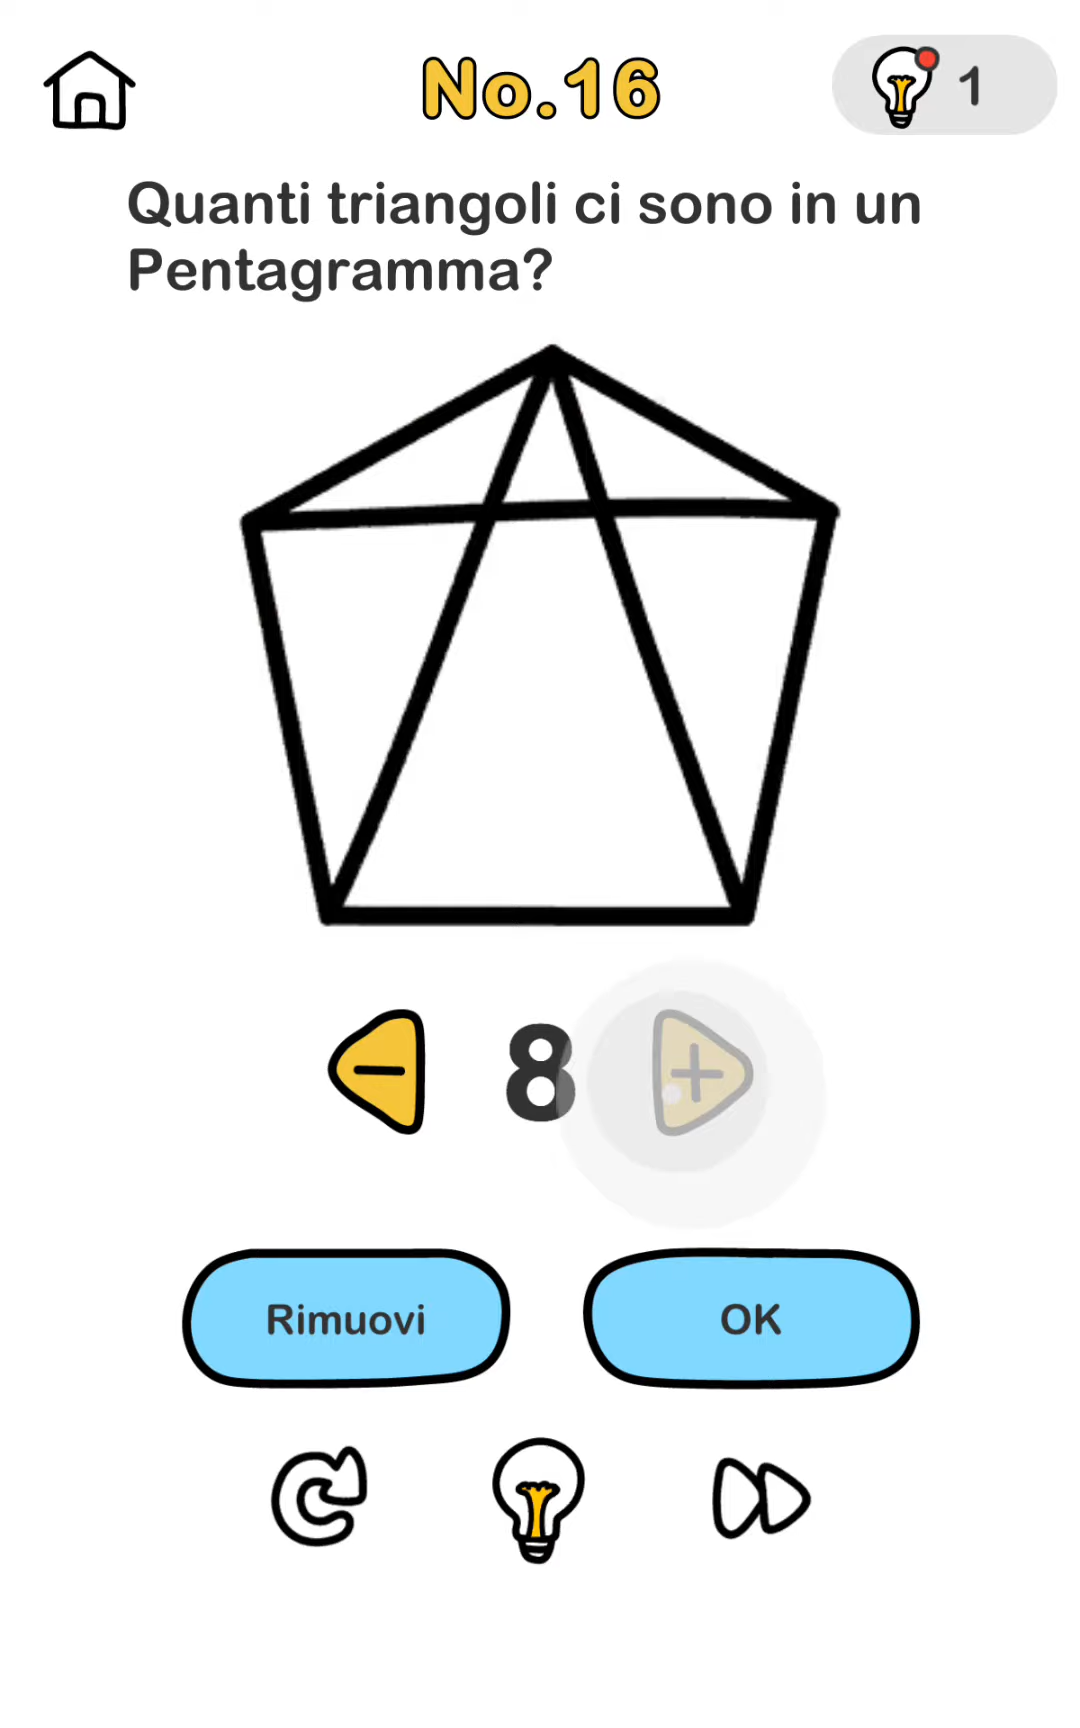 No.16
1
Quanti triangoli ci sono in un
Pentagramma?
8
Rimuovi
OK